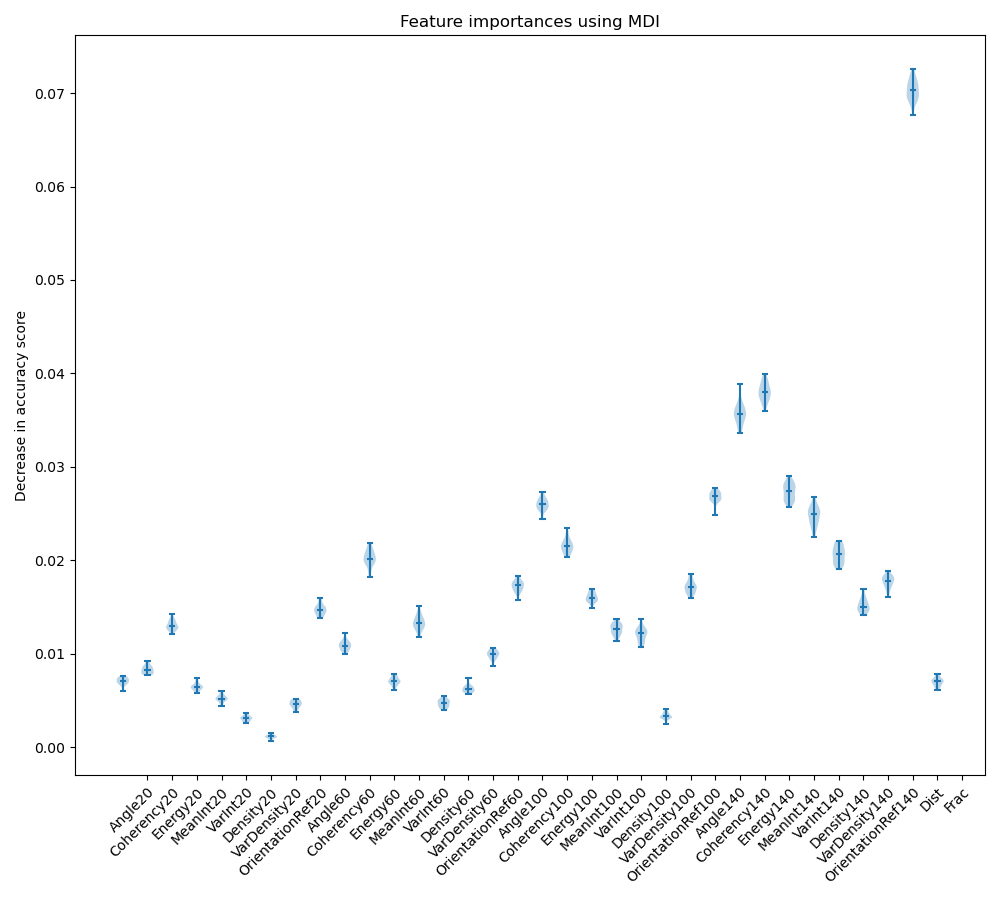 Feature importances using MDI
Decrease in accuracy score
0.07
0.06
0.05
0.04
0.03
0.02
0.01
0.00
Angle20
Coherency20
Energy20
MeanInt20
VarInt20
Density20
VarDensity20
OrientationRef20
Angle60
Coherency60
Energy60
MeanInt60
VarInt60
Density60
VarDensity60
OrientationRef60
Angle100
Coherency100
Energy100
MeanInt100
VarInt100
Density100
VarDensity100
OrientationRef100
Angle140
Coherency140
Energy140
MeanInt140
VarInt140
Density140
VarDensity140
OrientationRef140
Dist
Frac